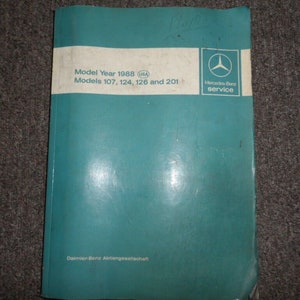 Model Year 1988 USA
Models 107, 124, 126 and 201
Mercedes-Benz
service
Daimler-Benz Aktiengesellschaft